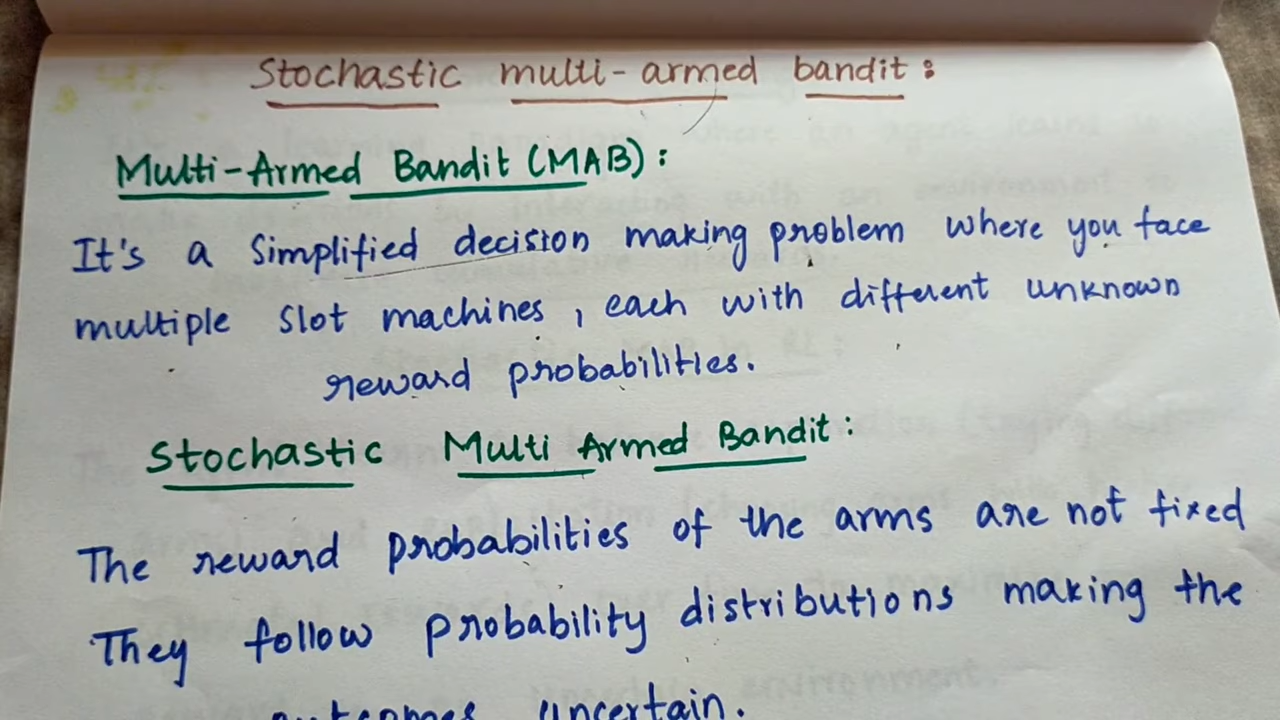 Stochastic multi-armed bandit:
Multi-Armed Bandit (MAB):
It's a simplified decision making problem where you face
multiple slot machines, each with different unknown
reward probabilities.
Stochastic Multi Armed Bandit:
The reward probabilities of the arms are not fixed
They follow probability distributions making the
outcomes uncertain.